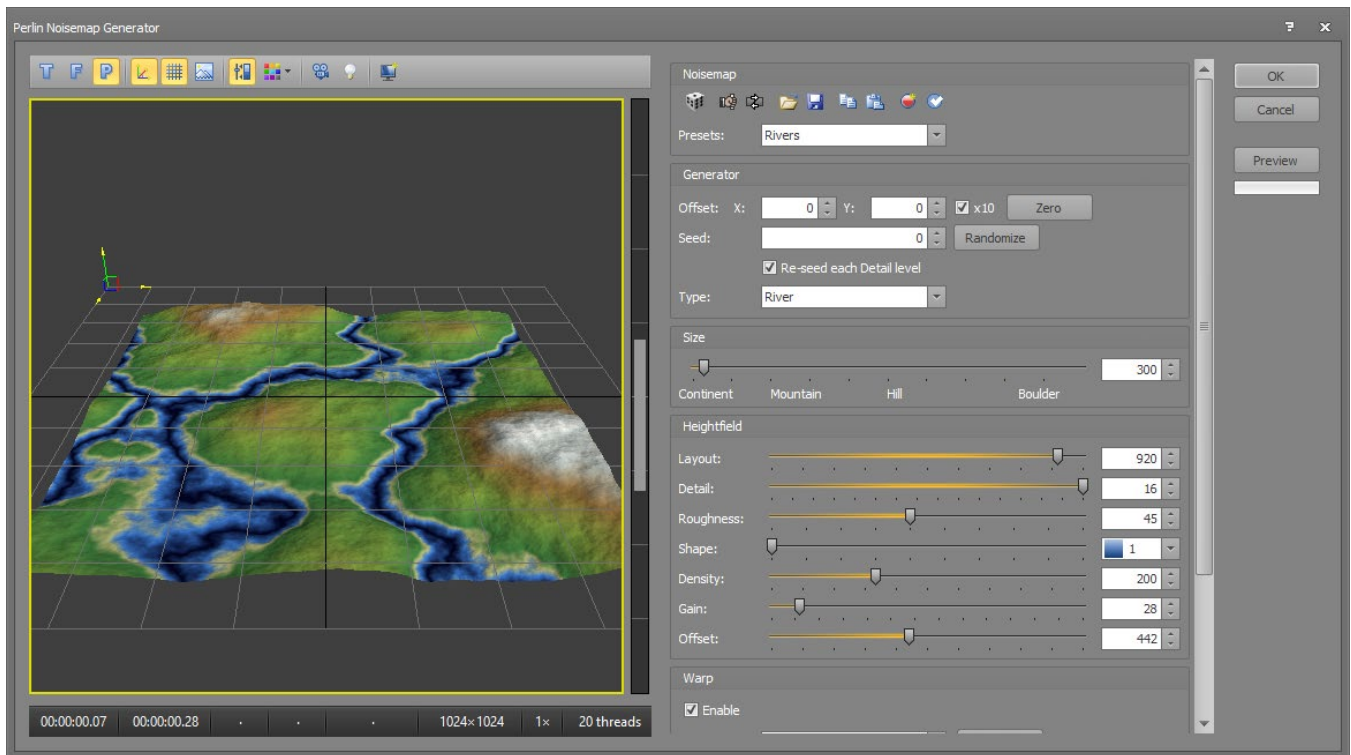 Perlin Noisemap Generator
T F P
Noisemap
Presets: Rivers
Generator
Offset: X: 0 Y: 0 x10 Zero
Seed: 0 Randomize
Re-seed each Detail level
Type: River
Size
300
Continent Mountain Hill Boulder
Heightfield
Layout: 920
Detail: 16
Roughness: 45
Shape: 1
Density: 200
Gain: 28
Offset: 442
Warp
Enable
OK
Cancel
Preview
00:00:00.07 00:00:00.28 · · · 1024×1024 1× 20 threads